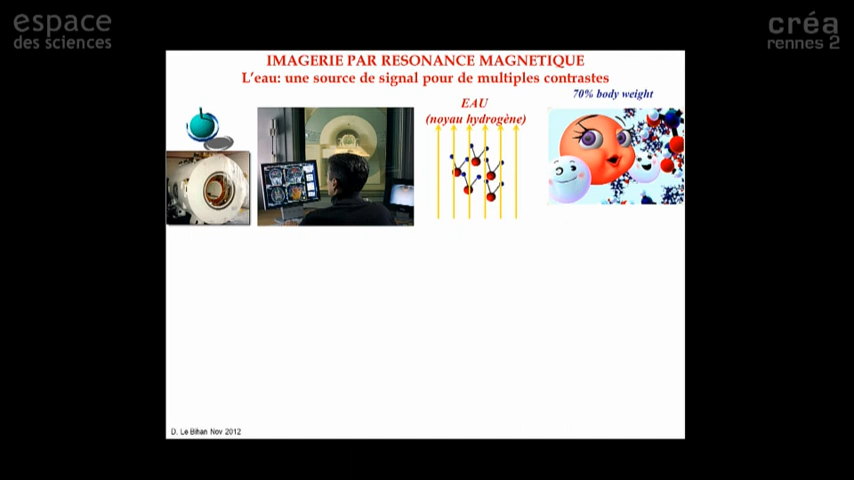 espace
des sciences
créa
rennes 2
IMAGERIE PAR RESONANCE MAGNETIQUE
L'eau: une source de signal pour de multiples contrastes
EAU
(noyau hydrogène)
70% body weight
D. Le Bihan Nov 2012